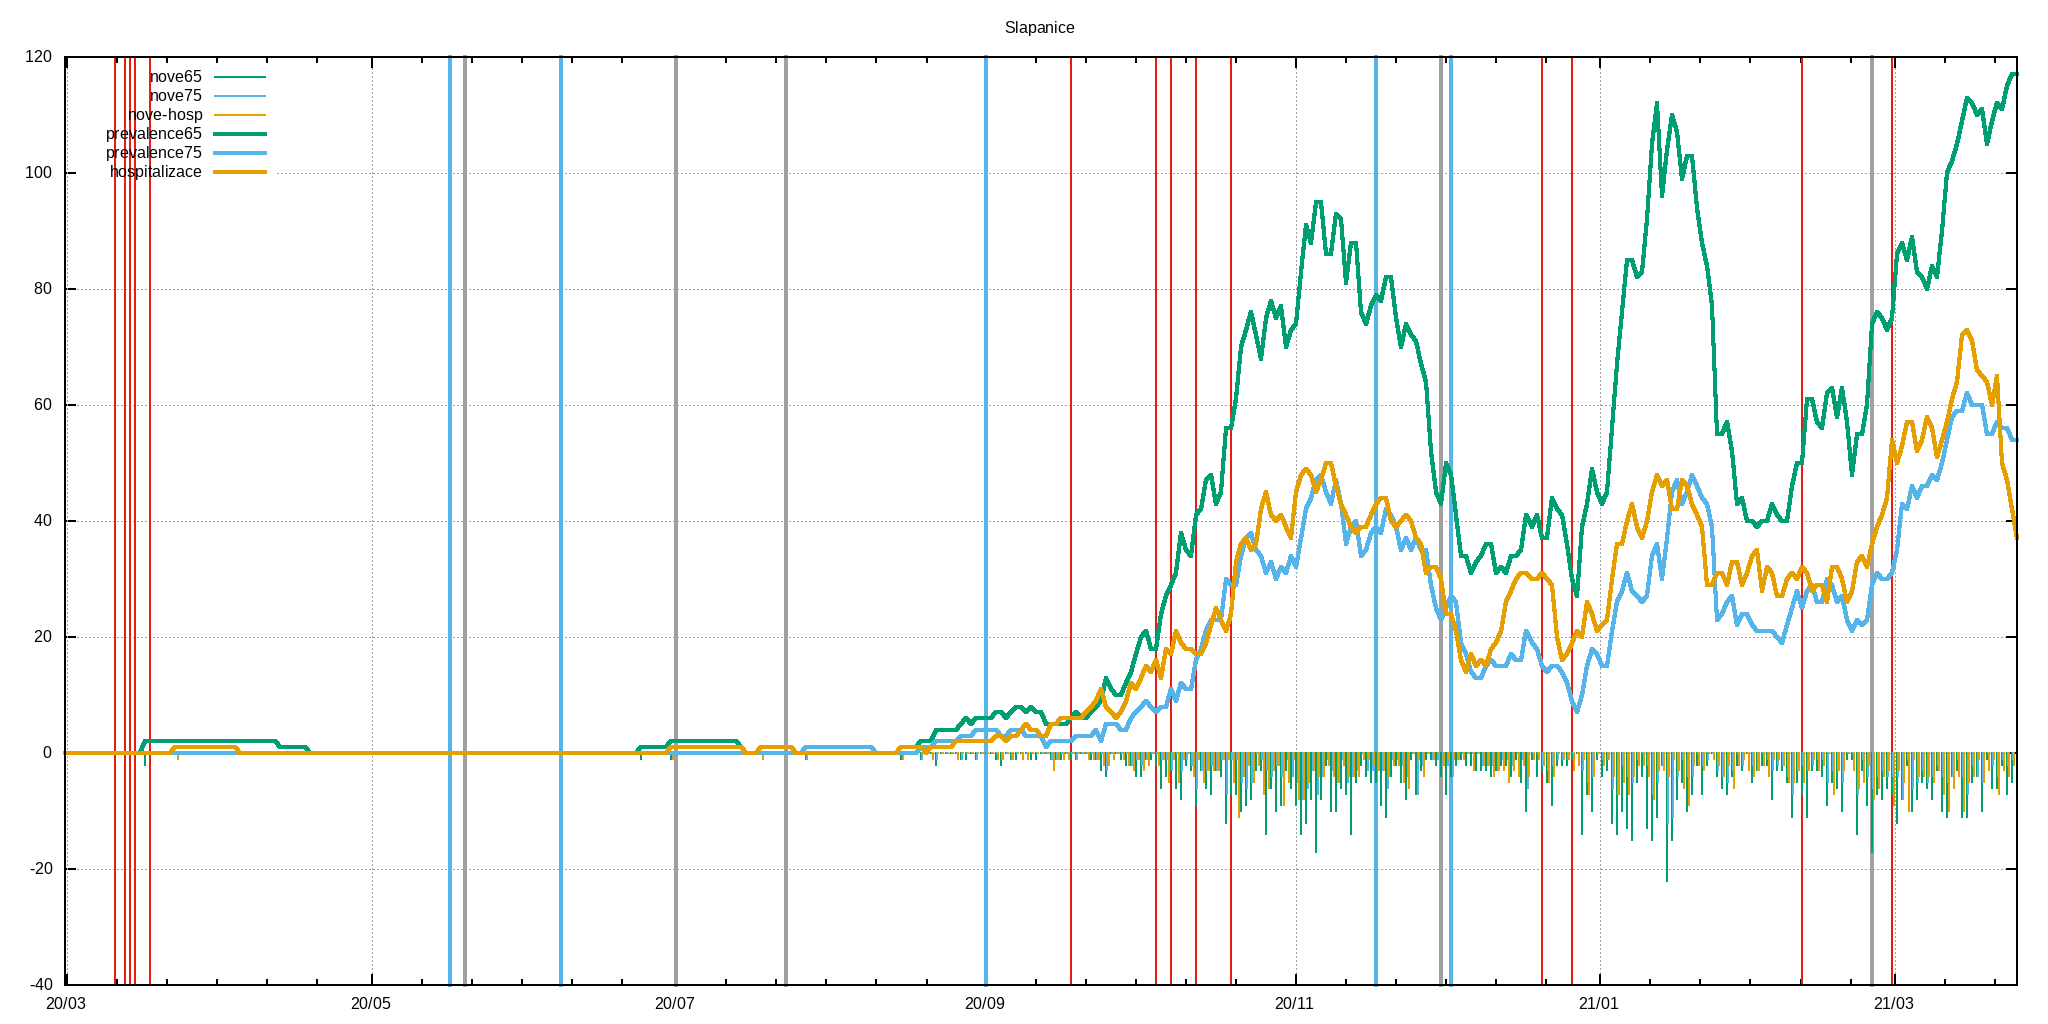 Slapanice
120
100
80
60
40
20
0
-20
-40
nove65
nove75
nove-hosp
prevalence65
prevalence75
hospitalizace
20/03 20/05 20/07 20/09 20/11 21/01 21/03